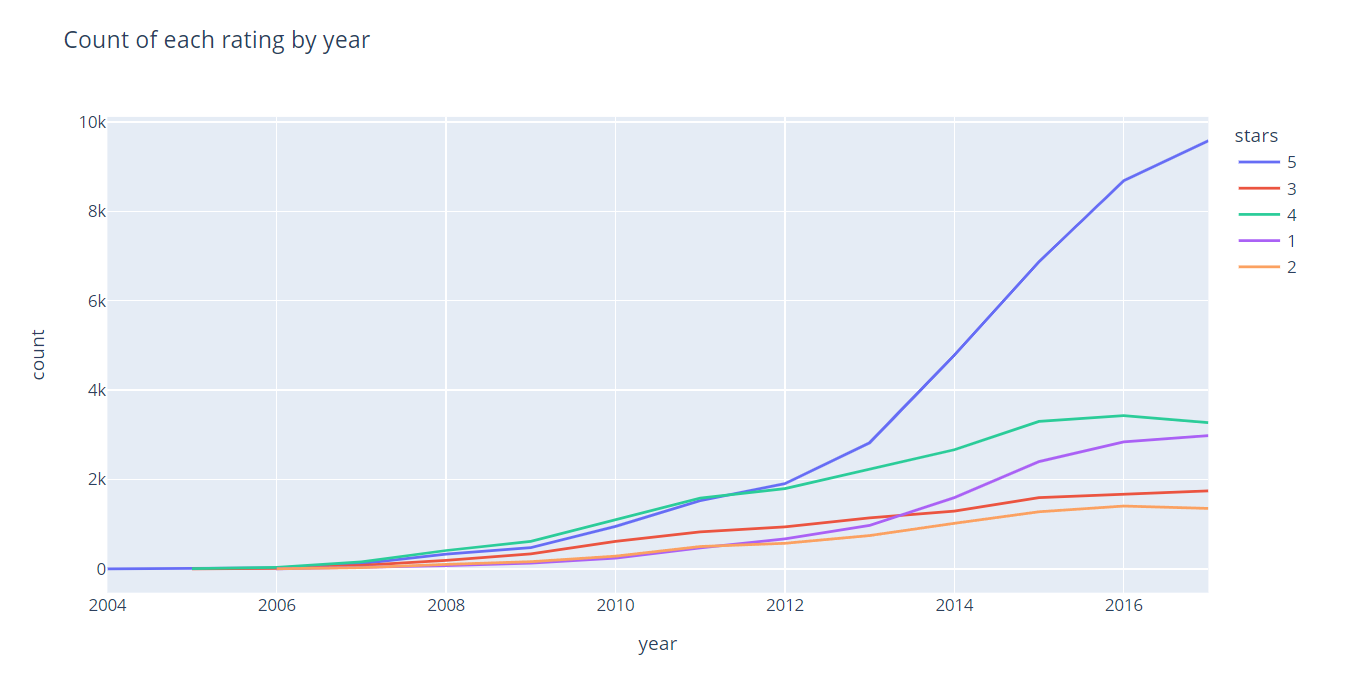 Count of each rating by year
10k
8k
6k
4k
2k
0
count
2004 2006 2008 2010 2012 2014 2016
year
stars
5
3
4
1
2